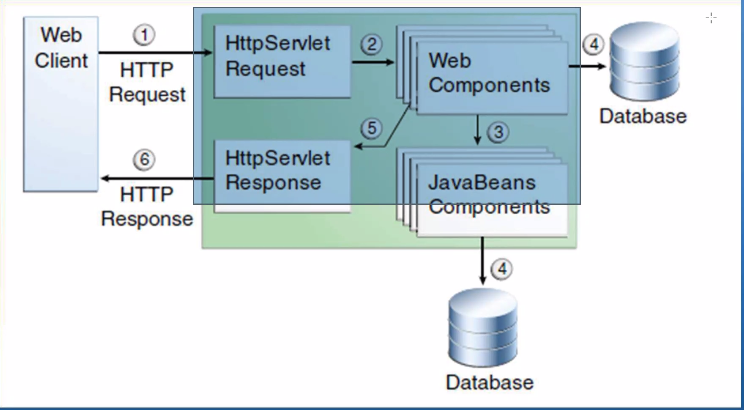 Web
Client
1
HTTP
Request
HttpServlet
Request
2
Web
Components
4
Database
3
5
6
HTTP
Response
HttpServlet
Response
JavaBeans
Components
4
Database